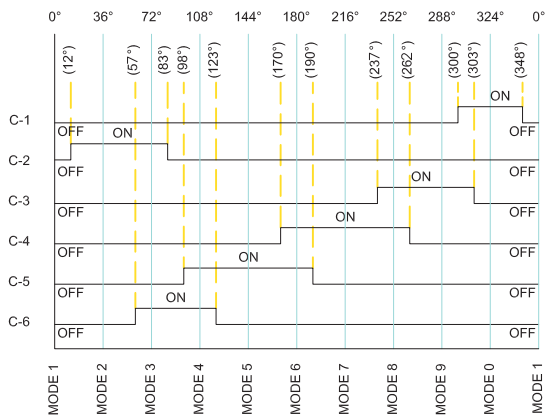 0° 36° 72° 108° 144° 180° 216° 252° 288° 324° 0°
(12°) (57°) (83°) (98°) (123°) (170°) (190°) (237°) (262°) (300°) (303°) (348°)
ON
C-1
OFF ON OFF
C-2
OFF OFF
ON
C-3
OFF OFF
ON
C-4
OFF OFF
ON
C-5
OFF OFF
ON
C-6
OFF OFF
MODE 1 MODE 2 MODE 3 MODE 4 MODE 5 MODE 6 MODE 7 MODE 8 MODE 9 MODE 0 MODE 1